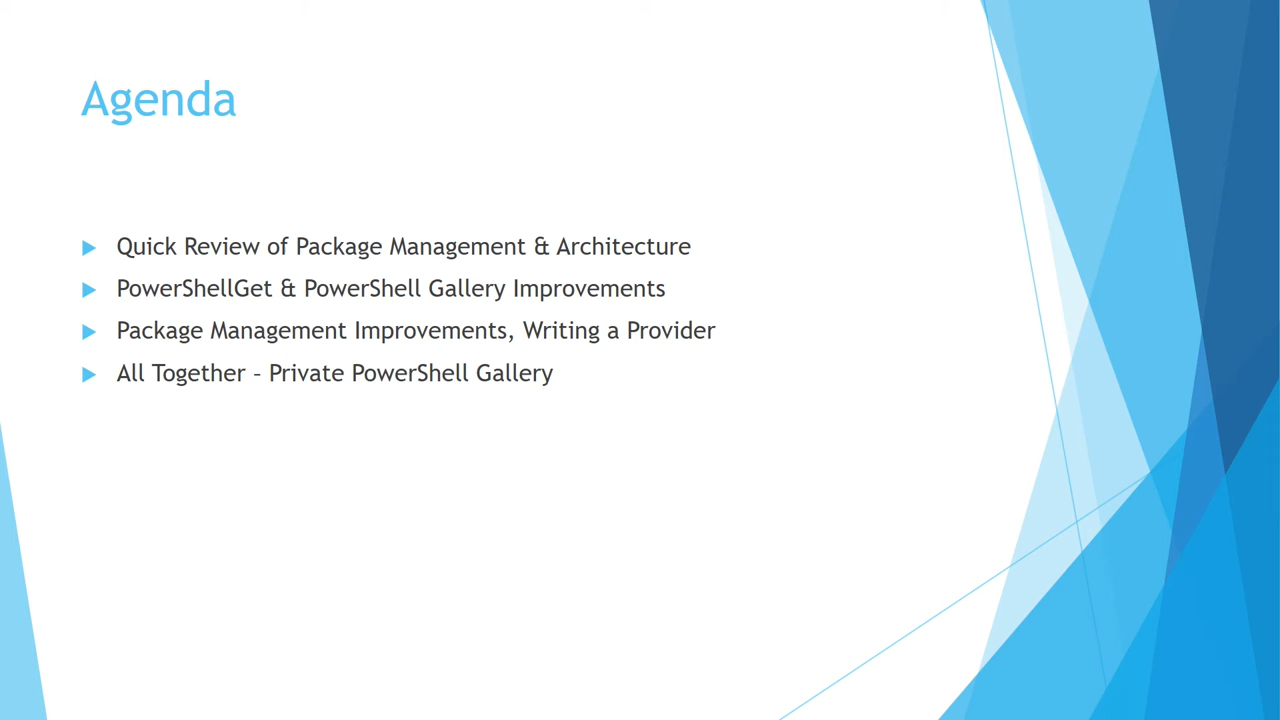 Agenda
Quick Review of Package Management & Architecture
PowerShellGet & PowerShell Gallery Improvements
Package Management Improvements, Writing a Provider
All Together – Private PowerShell Gallery